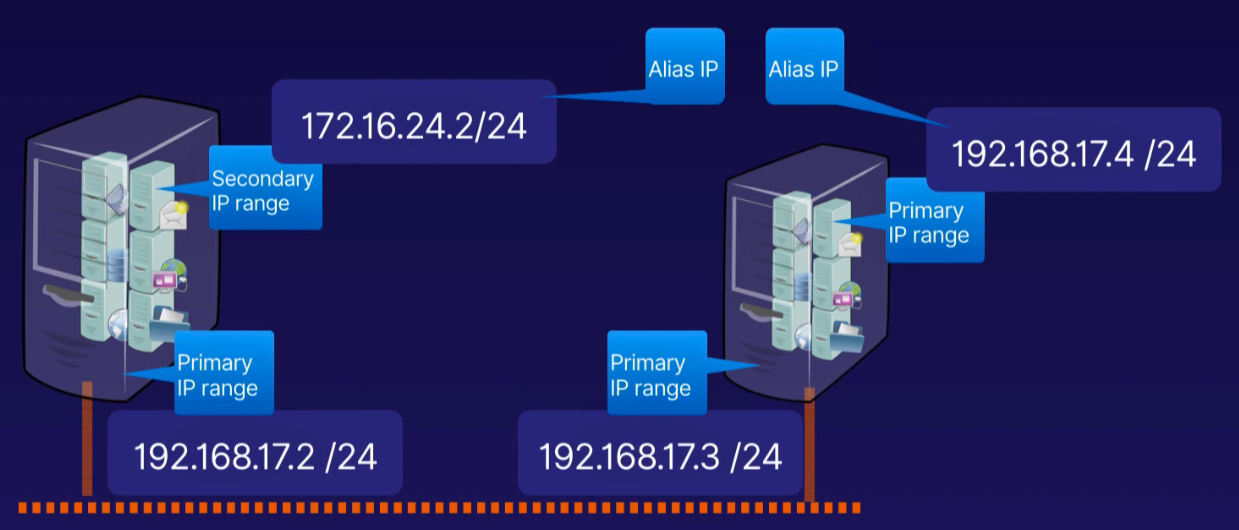 Alias IP
Alias IP
172.16.24.2/24
192.168.17.4 /24
Secondary
IP range
Primary
IP range
Primary
IP range
Primary
IP range
192.168.17.2 /24
192.168.17.3 /24